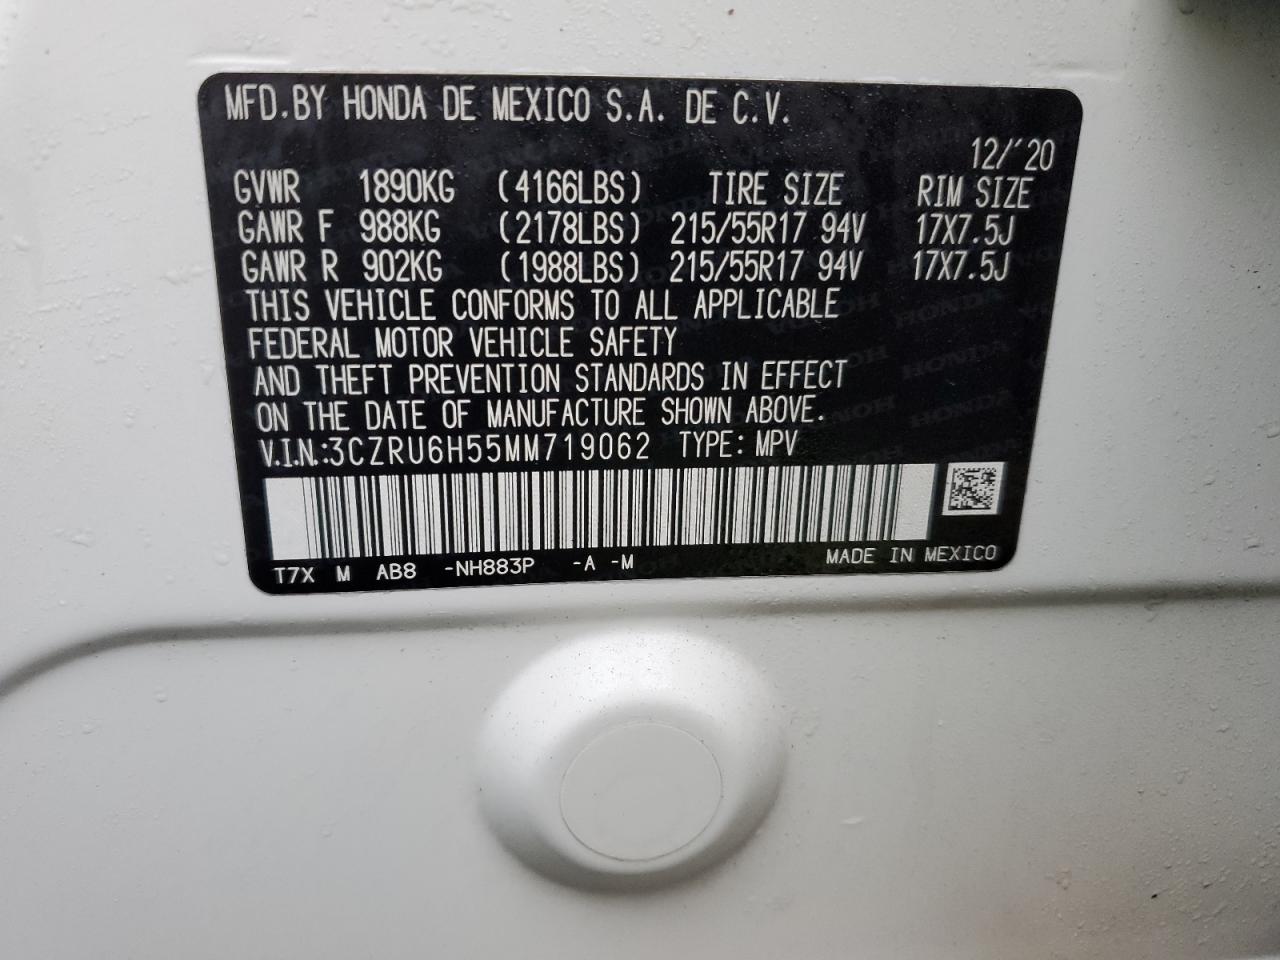 MFD.BY HONDA DE MEXICO S.A. DE C.V.
12/'20
GVWR 1890KG (4166LBS) TIRE SIZE RIM SIZE
GAWR F 988KG (2178LBS) 215/55R17 94V 17X7.5J
GAWR R 902KG (1988LBS) 215/55R17 94V 17X7.5J
THIS VEHICLE CONFORMS TO ALL APPLICABLE
FEDERAL MOTOR VEHICLE SAFETY
AND THEFT PREVENTION STANDARDS IN EFFECT
ON THE DATE OF MANUFACTURE SHOWN ABOVE.
V.I.N.:3CZRU6H55MM719062 TYPE: MPV
T7X M AB8 -NH883P -A -M MADE IN MEXICO